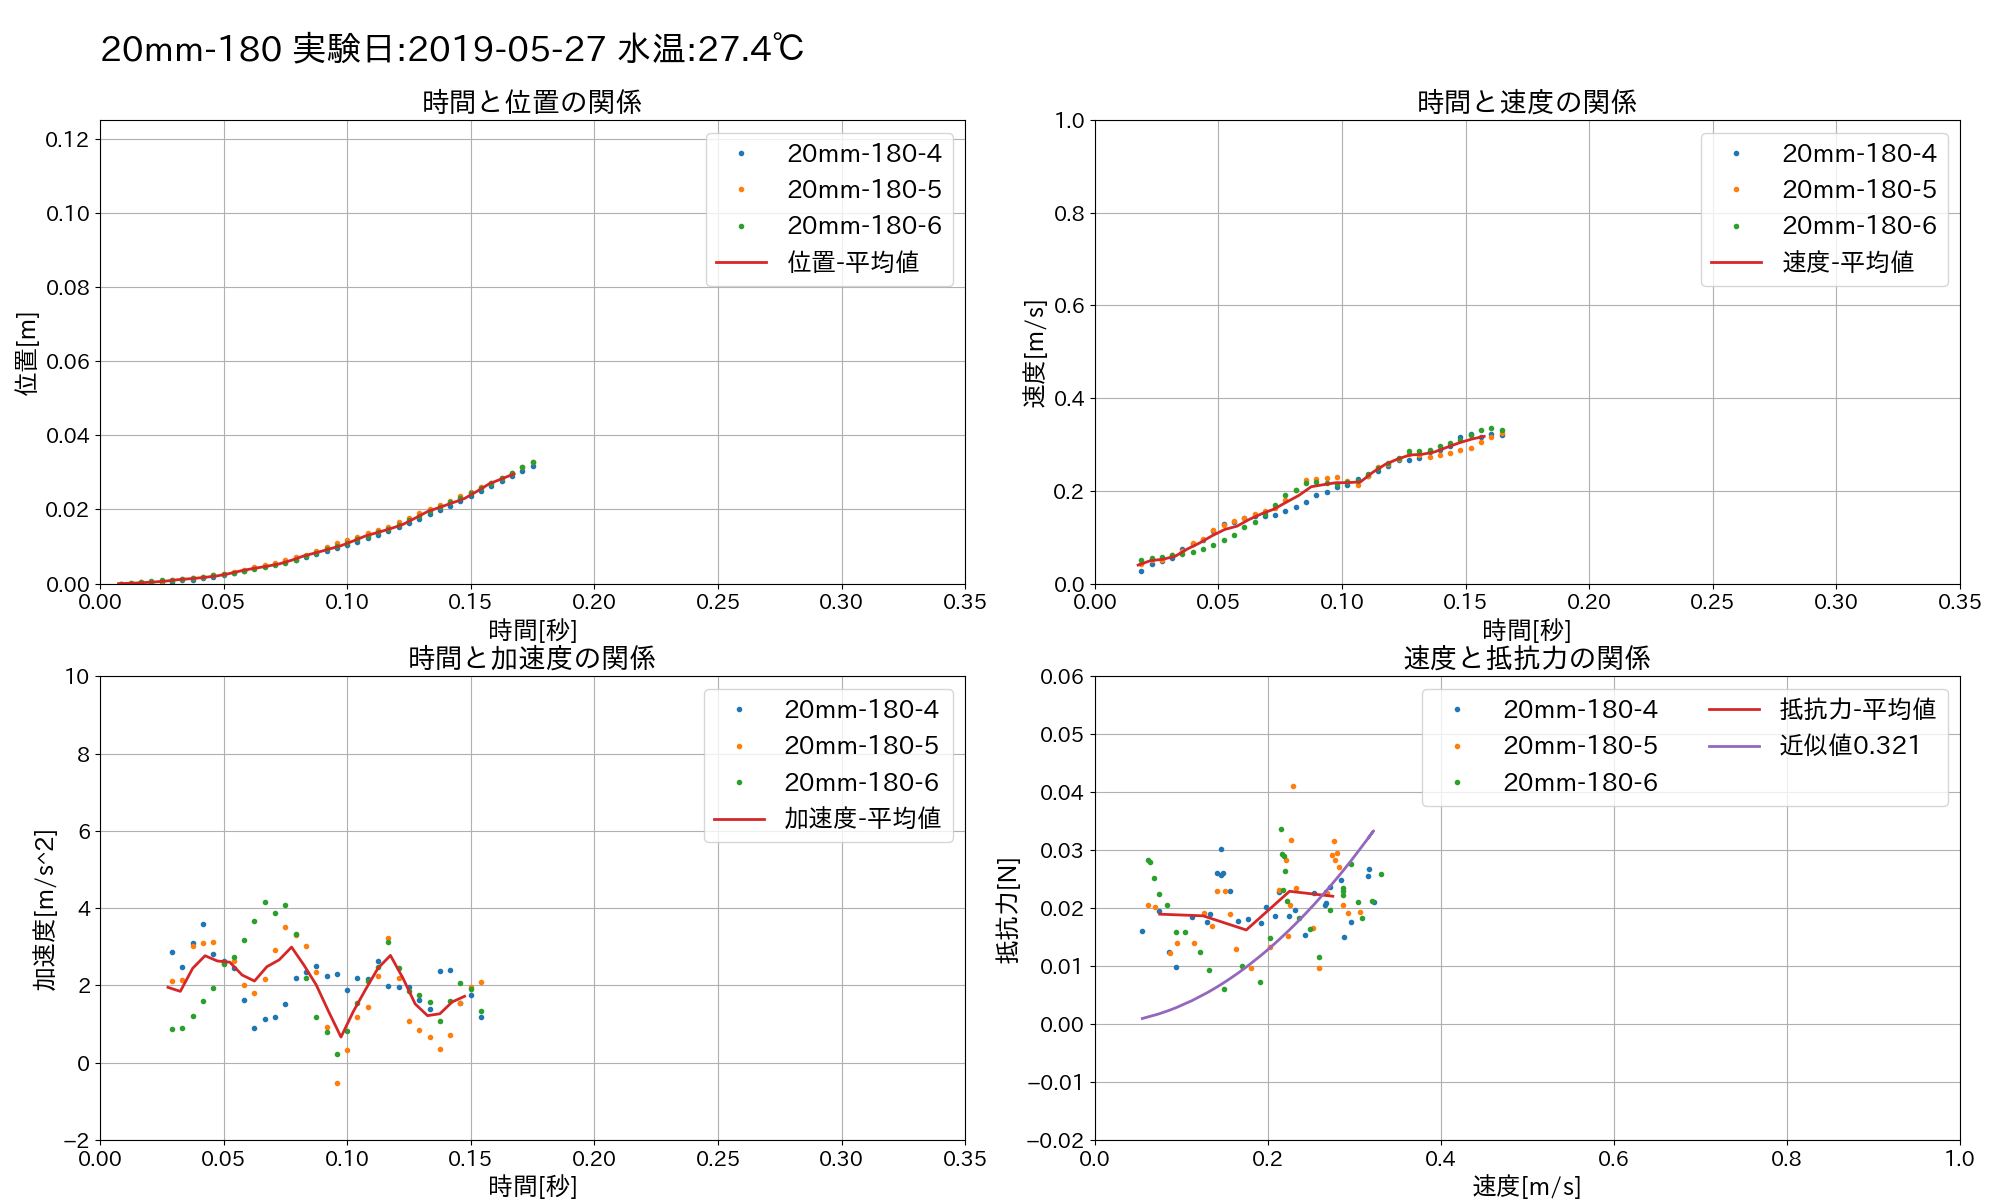 20mm-180 実験日:2019-05-27 水温:27.4℃
時間と位置の関係
0.12
0.10
0.08
0.06
0.04
0.02
0.00
位置[m]
20mm-180-4
20mm-180-5
20mm-180-6
位置-平均値
0.00 0.05 0.10 0.15 0.20 0.25 0.30 0.35
時間[秒]
時間と速度の関係
1.0
0.8
0.6
0.4
0.2
0.0
速度[m/s]
20mm-180-4
20mm-180-5
20mm-180-6
速度-平均値
0.00 0.05 0.10 0.15 0.20 0.25 0.30 0.35
時間[秒]
時間と加速度の関係
10
8
6
4
2
0
−2
加速度[m/s^2]
20mm-180-4
20mm-180-5
20mm-180-6
加速度-平均値
0.00 0.05 0.10 0.15 0.20 0.25 0.30 0.35
時間[秒]
速度と抵抗力の関係
0.06
0.05
0.04
0.03
0.02
0.01
0.00
−0.01
−0.02
抵抗力[N]
20mm-180-4
20mm-180-5
20mm-180-6
抵抗力-平均値
近似値0.321
0.0 0.2 0.4 0.6 0.8 1.0
速度[m/s]